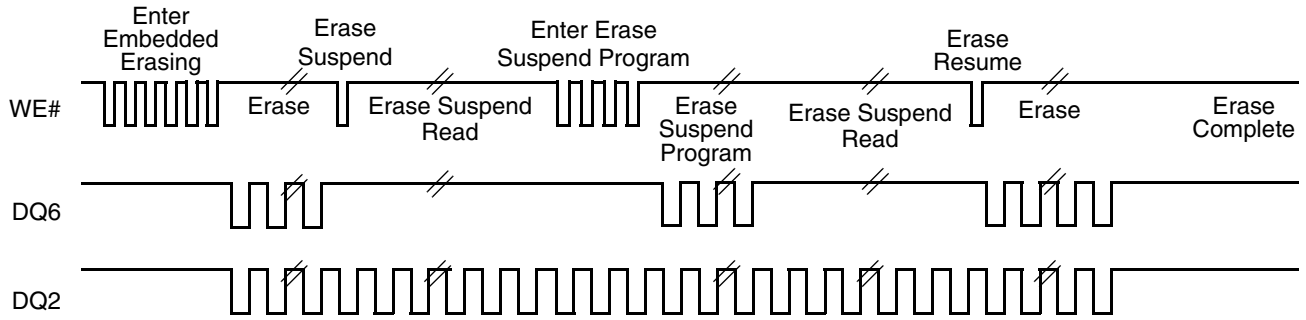 Enter
Embedded
Erasing
Erase
Suspend
Enter Erase
Suspend Program
Erase
Resume
WE#
Erase
Erase Suspend
Read
Erase
Suspend
Program
Erase Suspend
Read
Erase
Erase
Complete
DQ6
DQ2